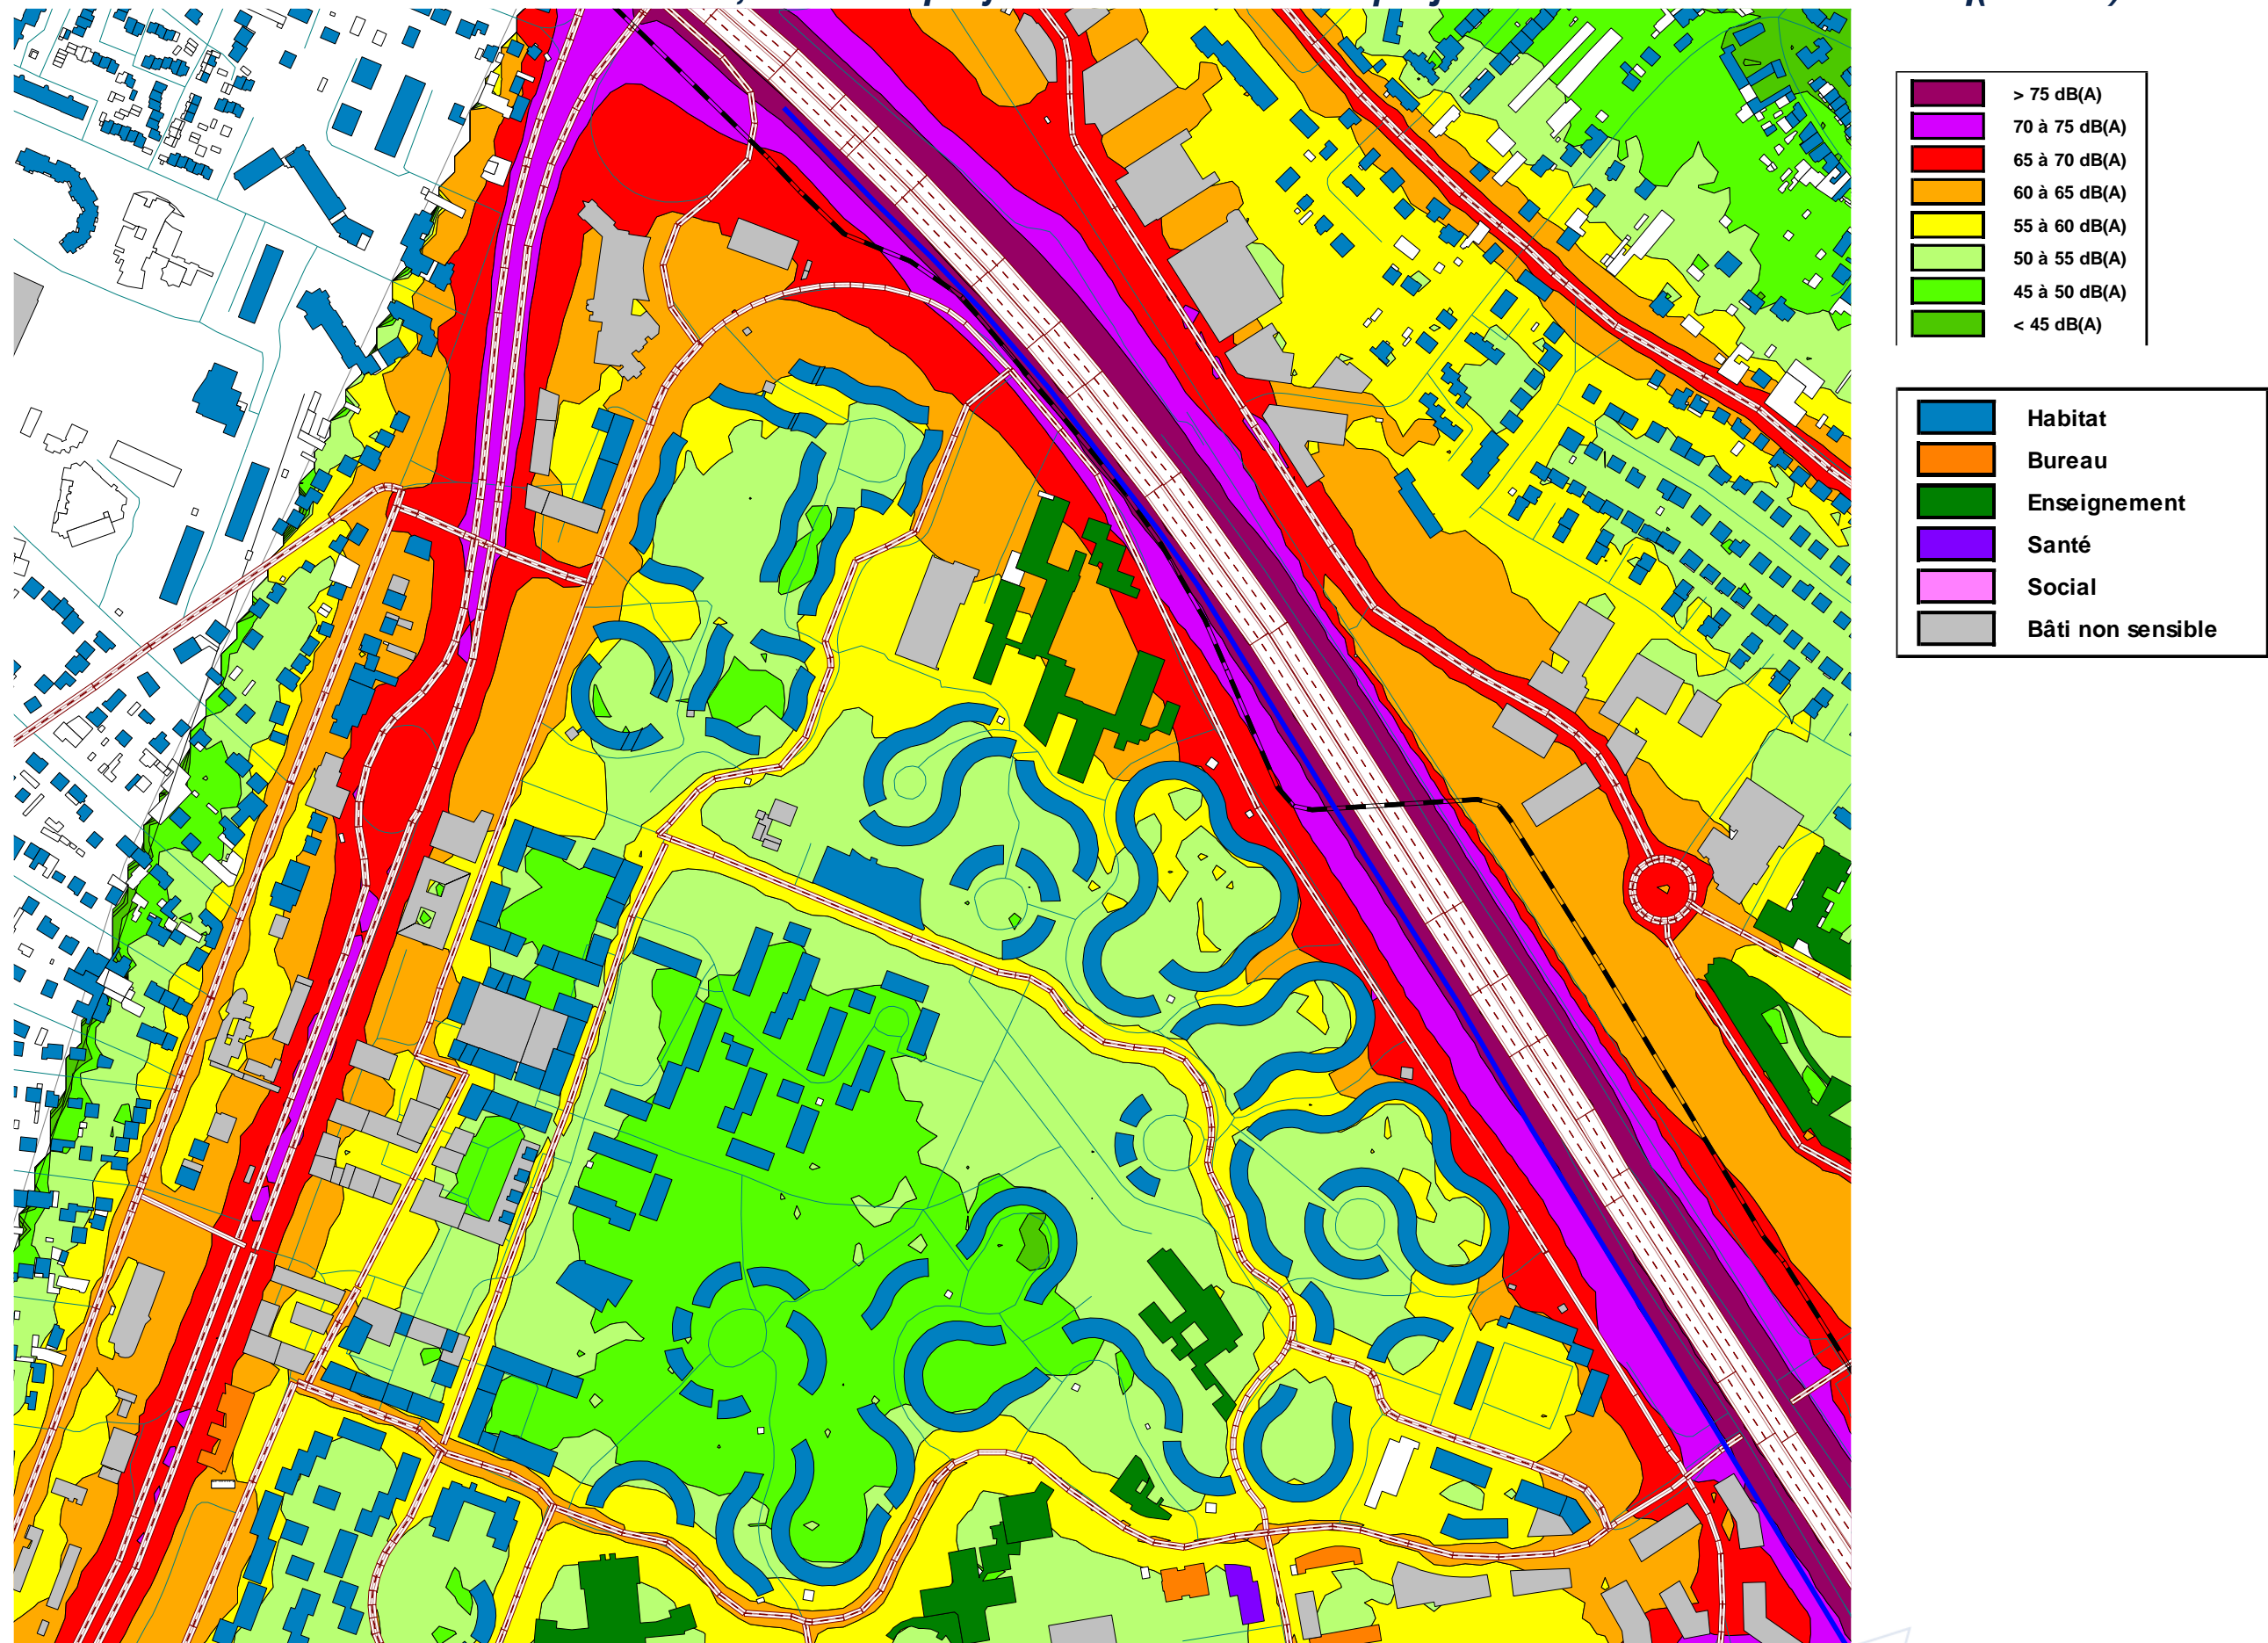 > 75 dB(A)
70 à 75 dB(A)
65 à 70 dB(A)
60 à 65 dB(A)
55 à 60 dB(A)
50 à 55 dB(A)
45 à 50 dB(A)
< 45 dB(A)
Habitat
Bureau
Enseignement
Santé
Social
Bâti non sensible